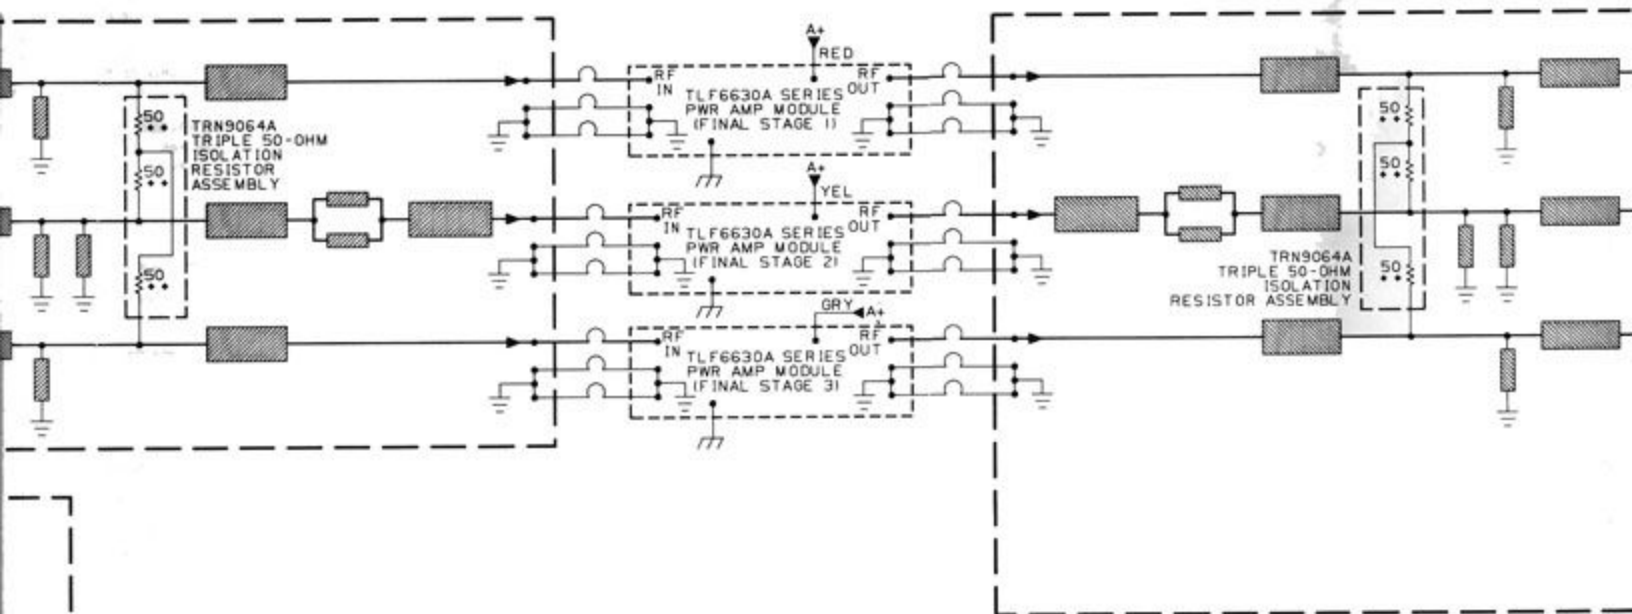 A+
RED
RF
IN
TLF6630A SERIES
PWR AMP MODULE
(FINAL STAGE 1)
RF
OUT
50
**
50
**
50
**
TRN9064A
TRIPLE 50-OHM
ISOLATION
RESISTOR
ASSEMBLY
A+
YEL
RF
IN
TLF6630A SERIES
PWR AMP MODULE
(FINAL STAGE 2)
RF
OUT
GRY
A+
RF
IN
TLF6630A SERIES
PWR AMP MODULE
(FINAL STAGE 3)
RF
OUT
50
**
50
**
50
**
TRN9064A
TRIPLE 50-OHM
ISOLATION
RESISTOR ASSEMBLY